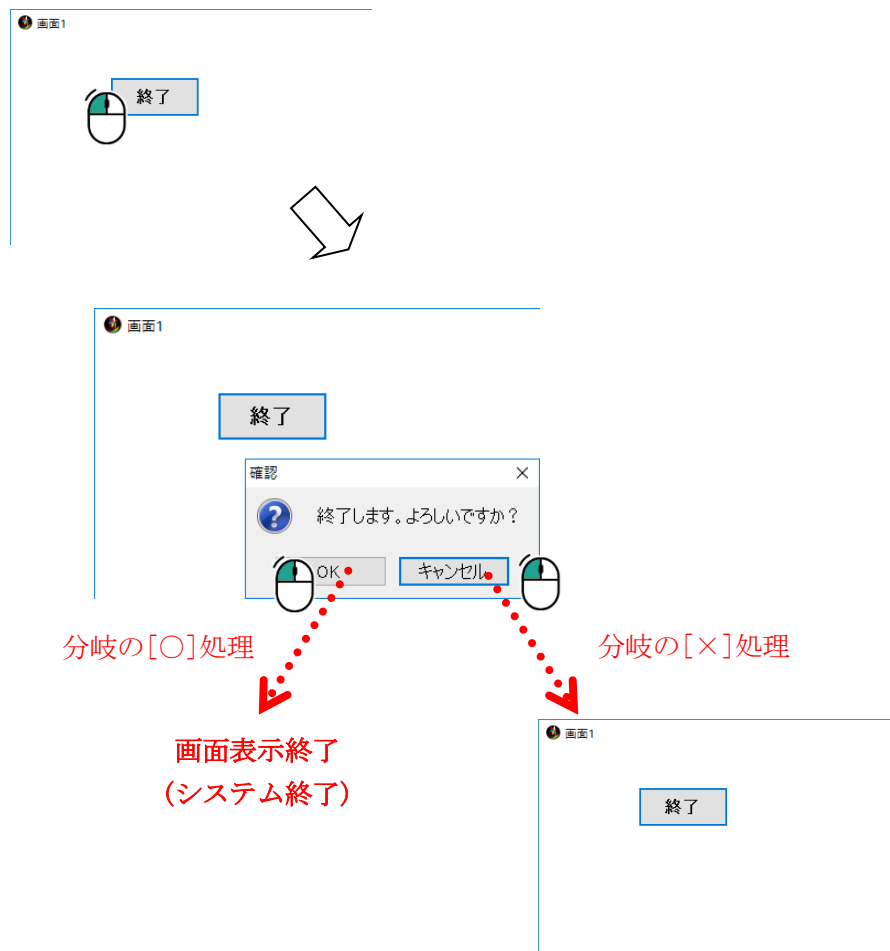 画面1
終了
画面1
終了
確認
終了します。よろしいですか？
OK
キャンセル
分岐の[○]処理
分岐の[×]処理
画面表示終了
(システム終了)
画面1
終了